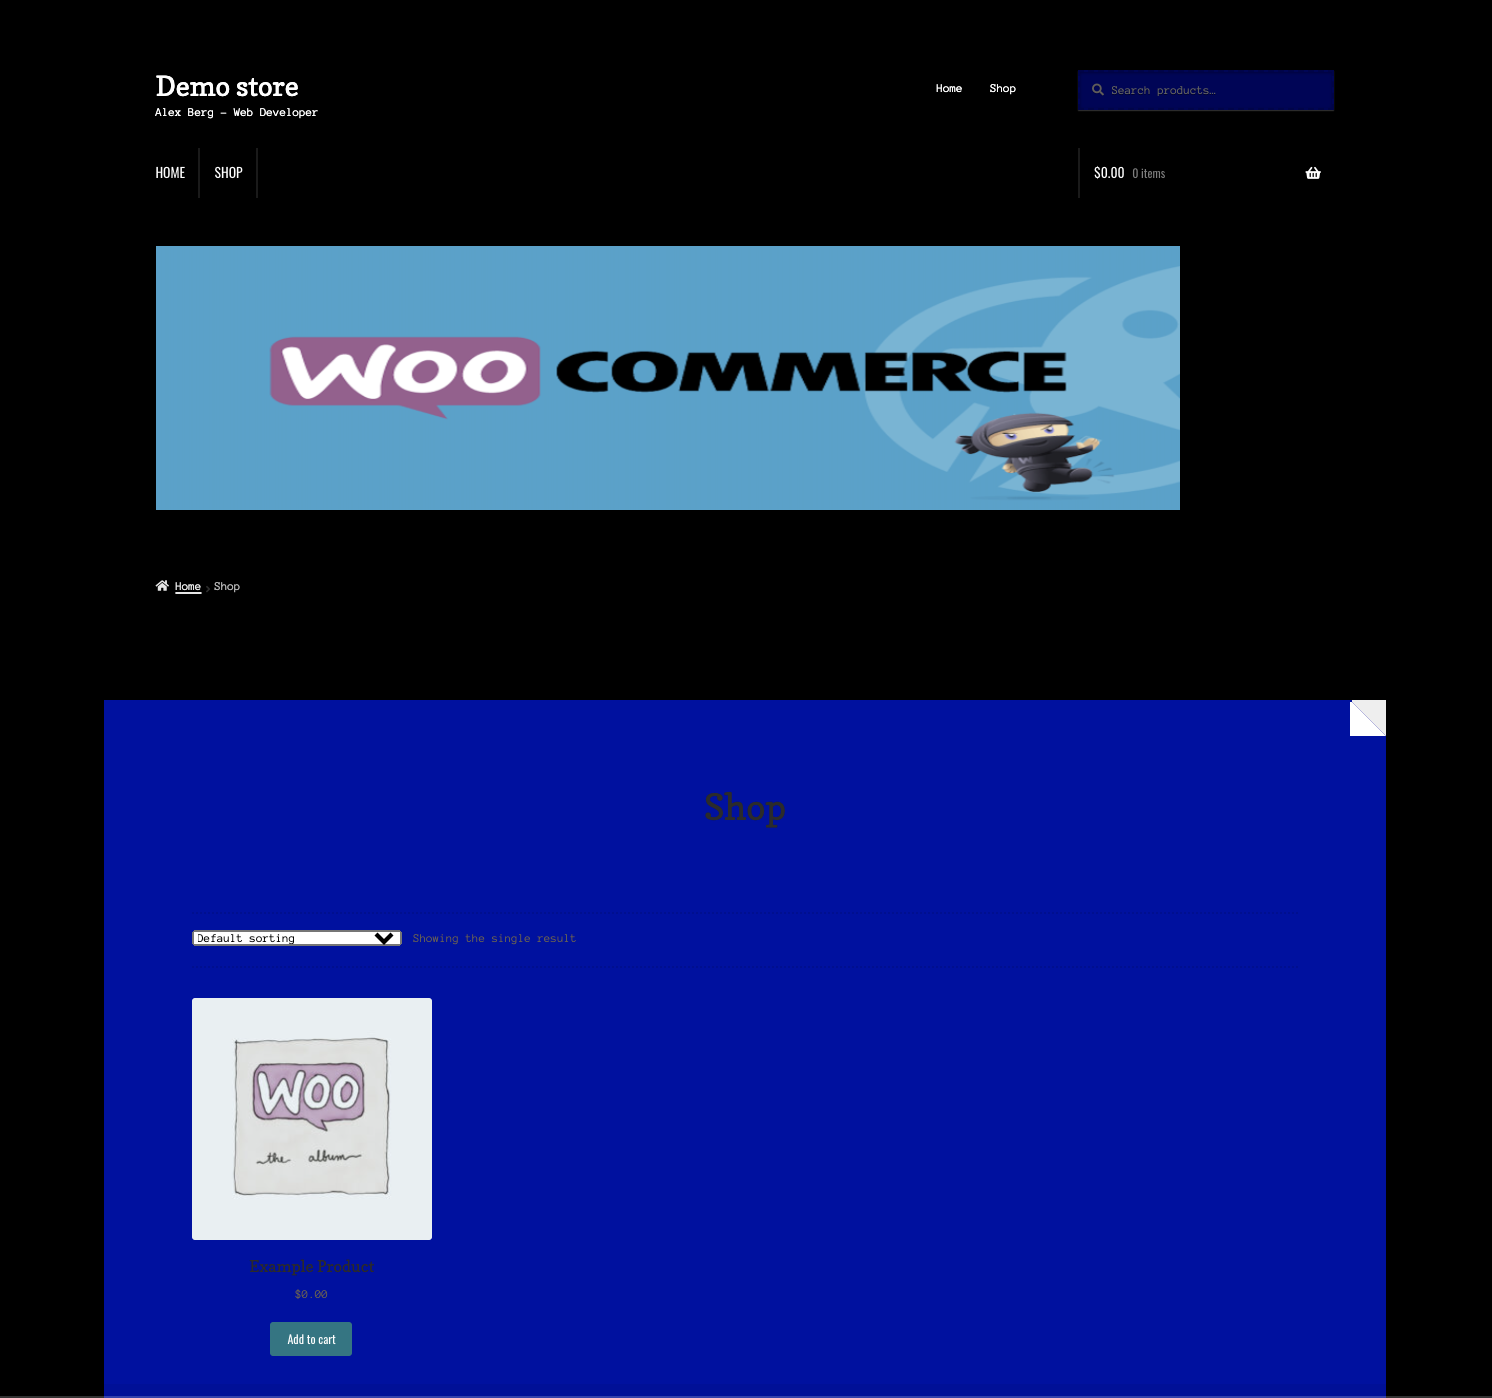 Demo store
Alex Berg – Web Developer
Home Shop
Search products…
HOME SHOP
$0.00 0 items
WOO COMMERCE
W
Home › Shop
Shop
Default sorting
Showing the single result
WOO
the album
Example Product
$0.00
Add to cart